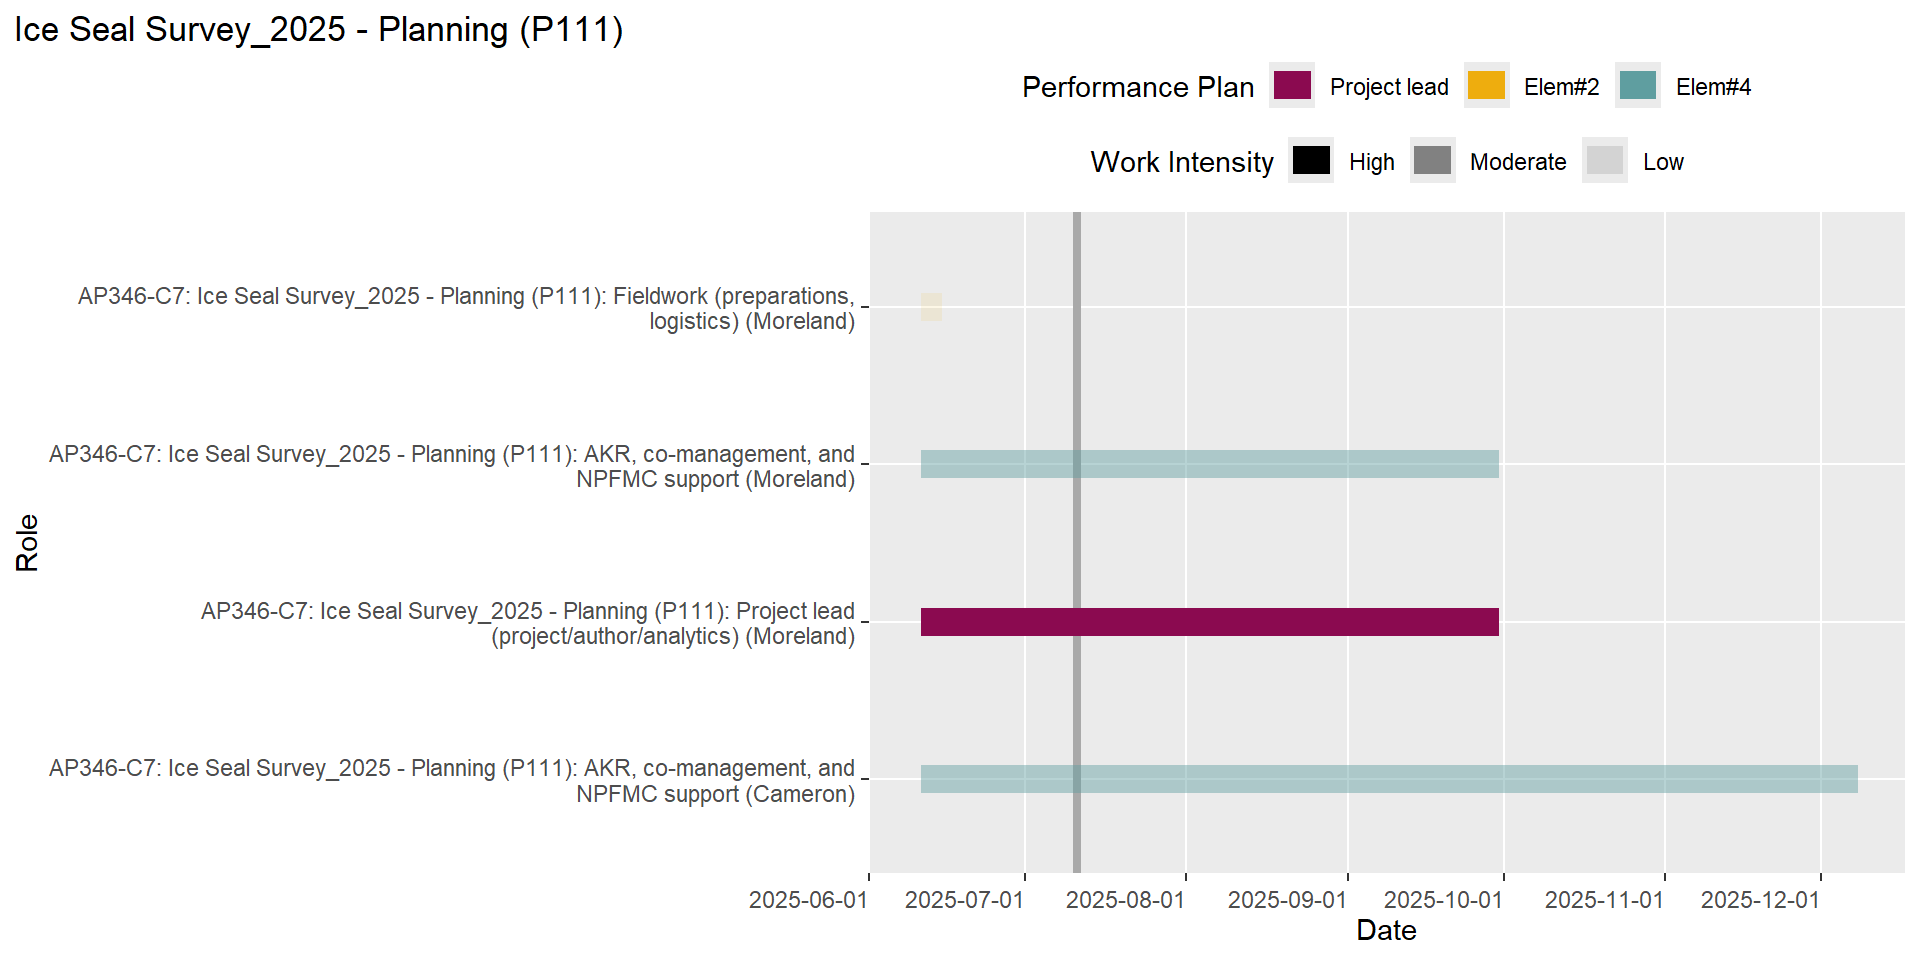 Ice Seal Survey_2025 - Planning (P111)
Performance Plan Project lead Elem#2 Elem#4
Work Intensity High Moderate Low
AP346-C7: Ice Seal Survey_2025 - Planning (P111): Fieldwork (preparations,
logistics) (Moreland)
AP346-C7: Ice Seal Survey_2025 - Planning (P111): AKR, co-management, and
NPFMC support (Moreland)
Role
AP346-C7: Ice Seal Survey_2025 - Planning (P111): Project lead
(project/author/analytics) (Moreland)
AP346-C7: Ice Seal Survey_2025 - Planning (P111): AKR, co-management, and
NPFMC support (Cameron)
2025-06-01 2025-07-01 2025-08-01 2025-09-01 2025-10-01 2025-11-01 2025-12-01
Date